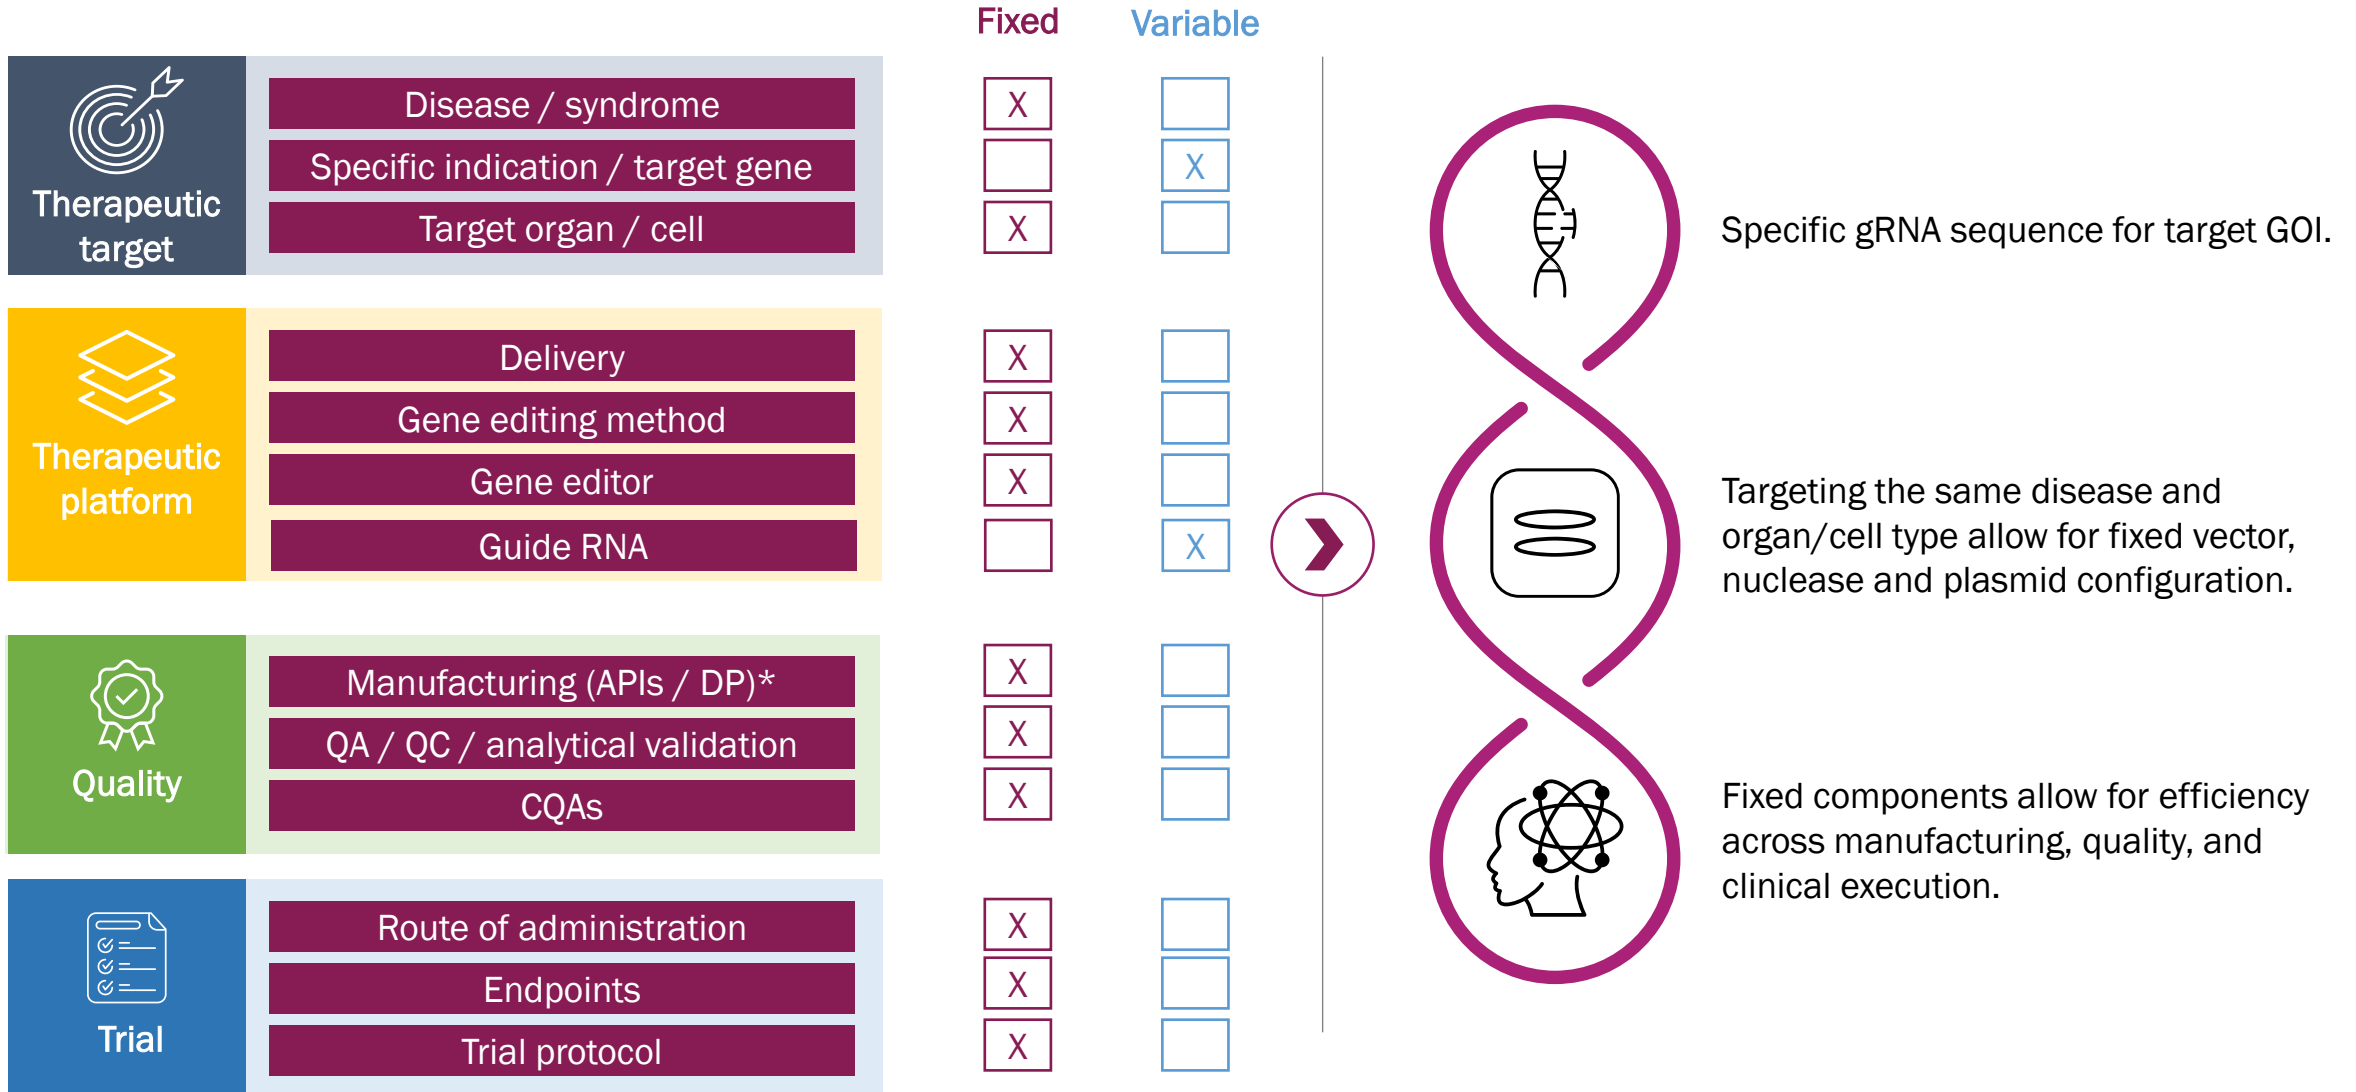 Fixed Variable
Therapeutic
target
Disease / syndrome X
Specific indication / target gene X
Target organ / cell X
Therapeutic
platform
Delivery X
Gene editing method X
Gene editor X
Guide RNA X
Quality
Manufacturing (APIs / DP)* X
QA / QC / analytical validation X
CQAs X
Trial
Route of administration X
Endpoints X
Trial protocol X
Specific gRNA sequence for target GOI.
Targeting the same disease and
organ/cell type allow for fixed vector,
nuclease and plasmid configuration.
Fixed components allow for efficiency
across manufacturing, quality, and
clinical execution.